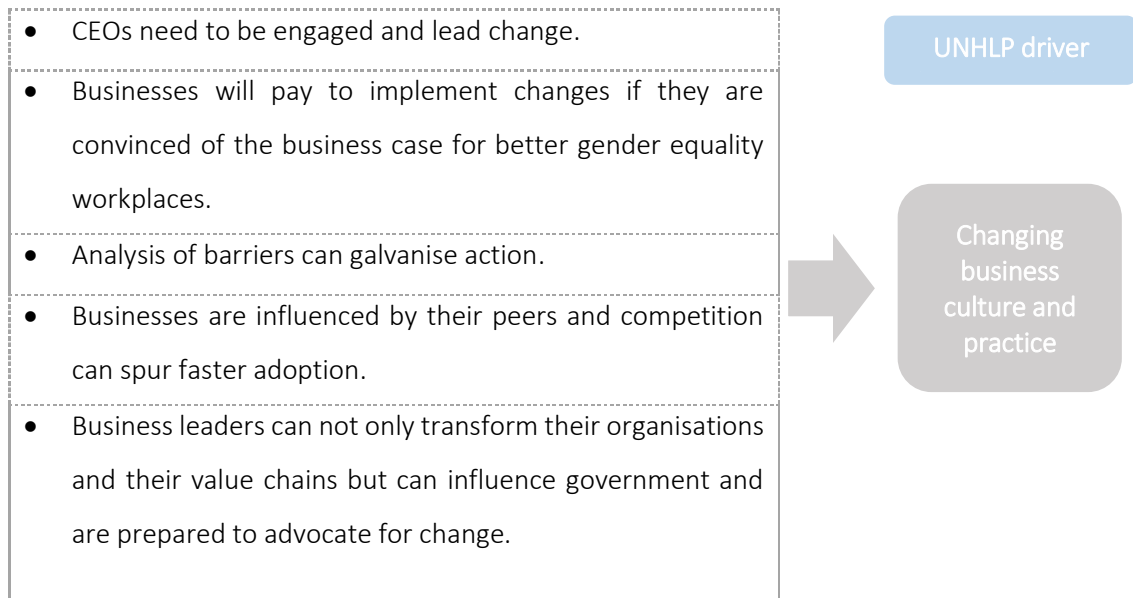 • CEOs need to be engaged and lead change.
• Businesses will pay to implement changes if they are
convinced of the business case for better gender equality
workplaces.
• Analysis of barriers can galvanise action.
• Businesses are influenced by their peers and competition
can spur faster adoption.
• Business leaders can not only transform their organisations
and their value chains but can influence government and
are prepared to advocate for change.
UNHLP driver
Changing
business
culture and
practice